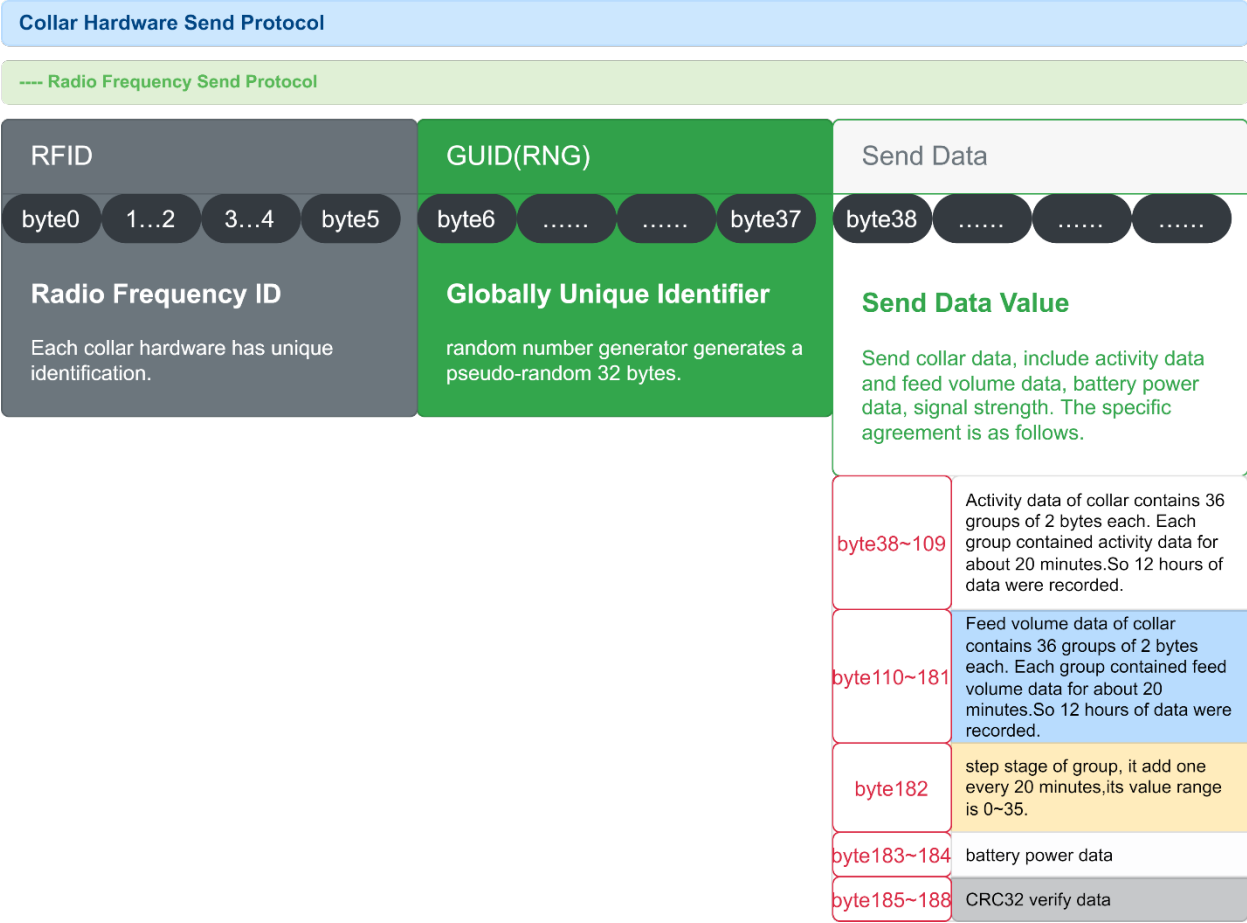 Collar Hardware Send Protocol
---- Radio Frequency Send Protocol
RFID
byte0 1...2 3...4 byte5
Radio Frequency ID
Each collar hardware has unique
identification.
GUID(RNG)
byte6 ...... ...... byte37
Globally Unique Identifier
random number generator generates a
pseudo-random 32 bytes.
Send Data
byte38 ...... ...... ......
Send Data Value
Send collar data, include activity data
and feed volume data, battery power
data, signal strength. The specific
agreement is as follows.
byte38~109
Activity data of collar contains 36
groups of 2 bytes each. Each
group contained activity data for
about 20 minutes.So 12 hours of
data were recorded.
byte110~181
Feed volume data of collar
contains 36 groups of 2 bytes
each. Each group contained feed
volume data for about 20
minutes.So 12 hours of data were
recorded.
byte182
step stage of group, it add one
every 20 minutes,its value range
is 0~35.
byte183~184
battery power data
byte185~188
CRC32 verify data